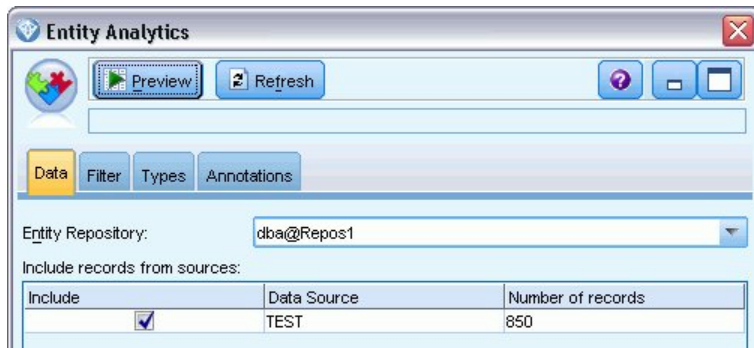 Entity Analytics
Preview Refresh
Data Filter Types Annotations
Entity Repository: dba@Repos1
Include records from sources:
Include Data Source Number of records
TEST 850